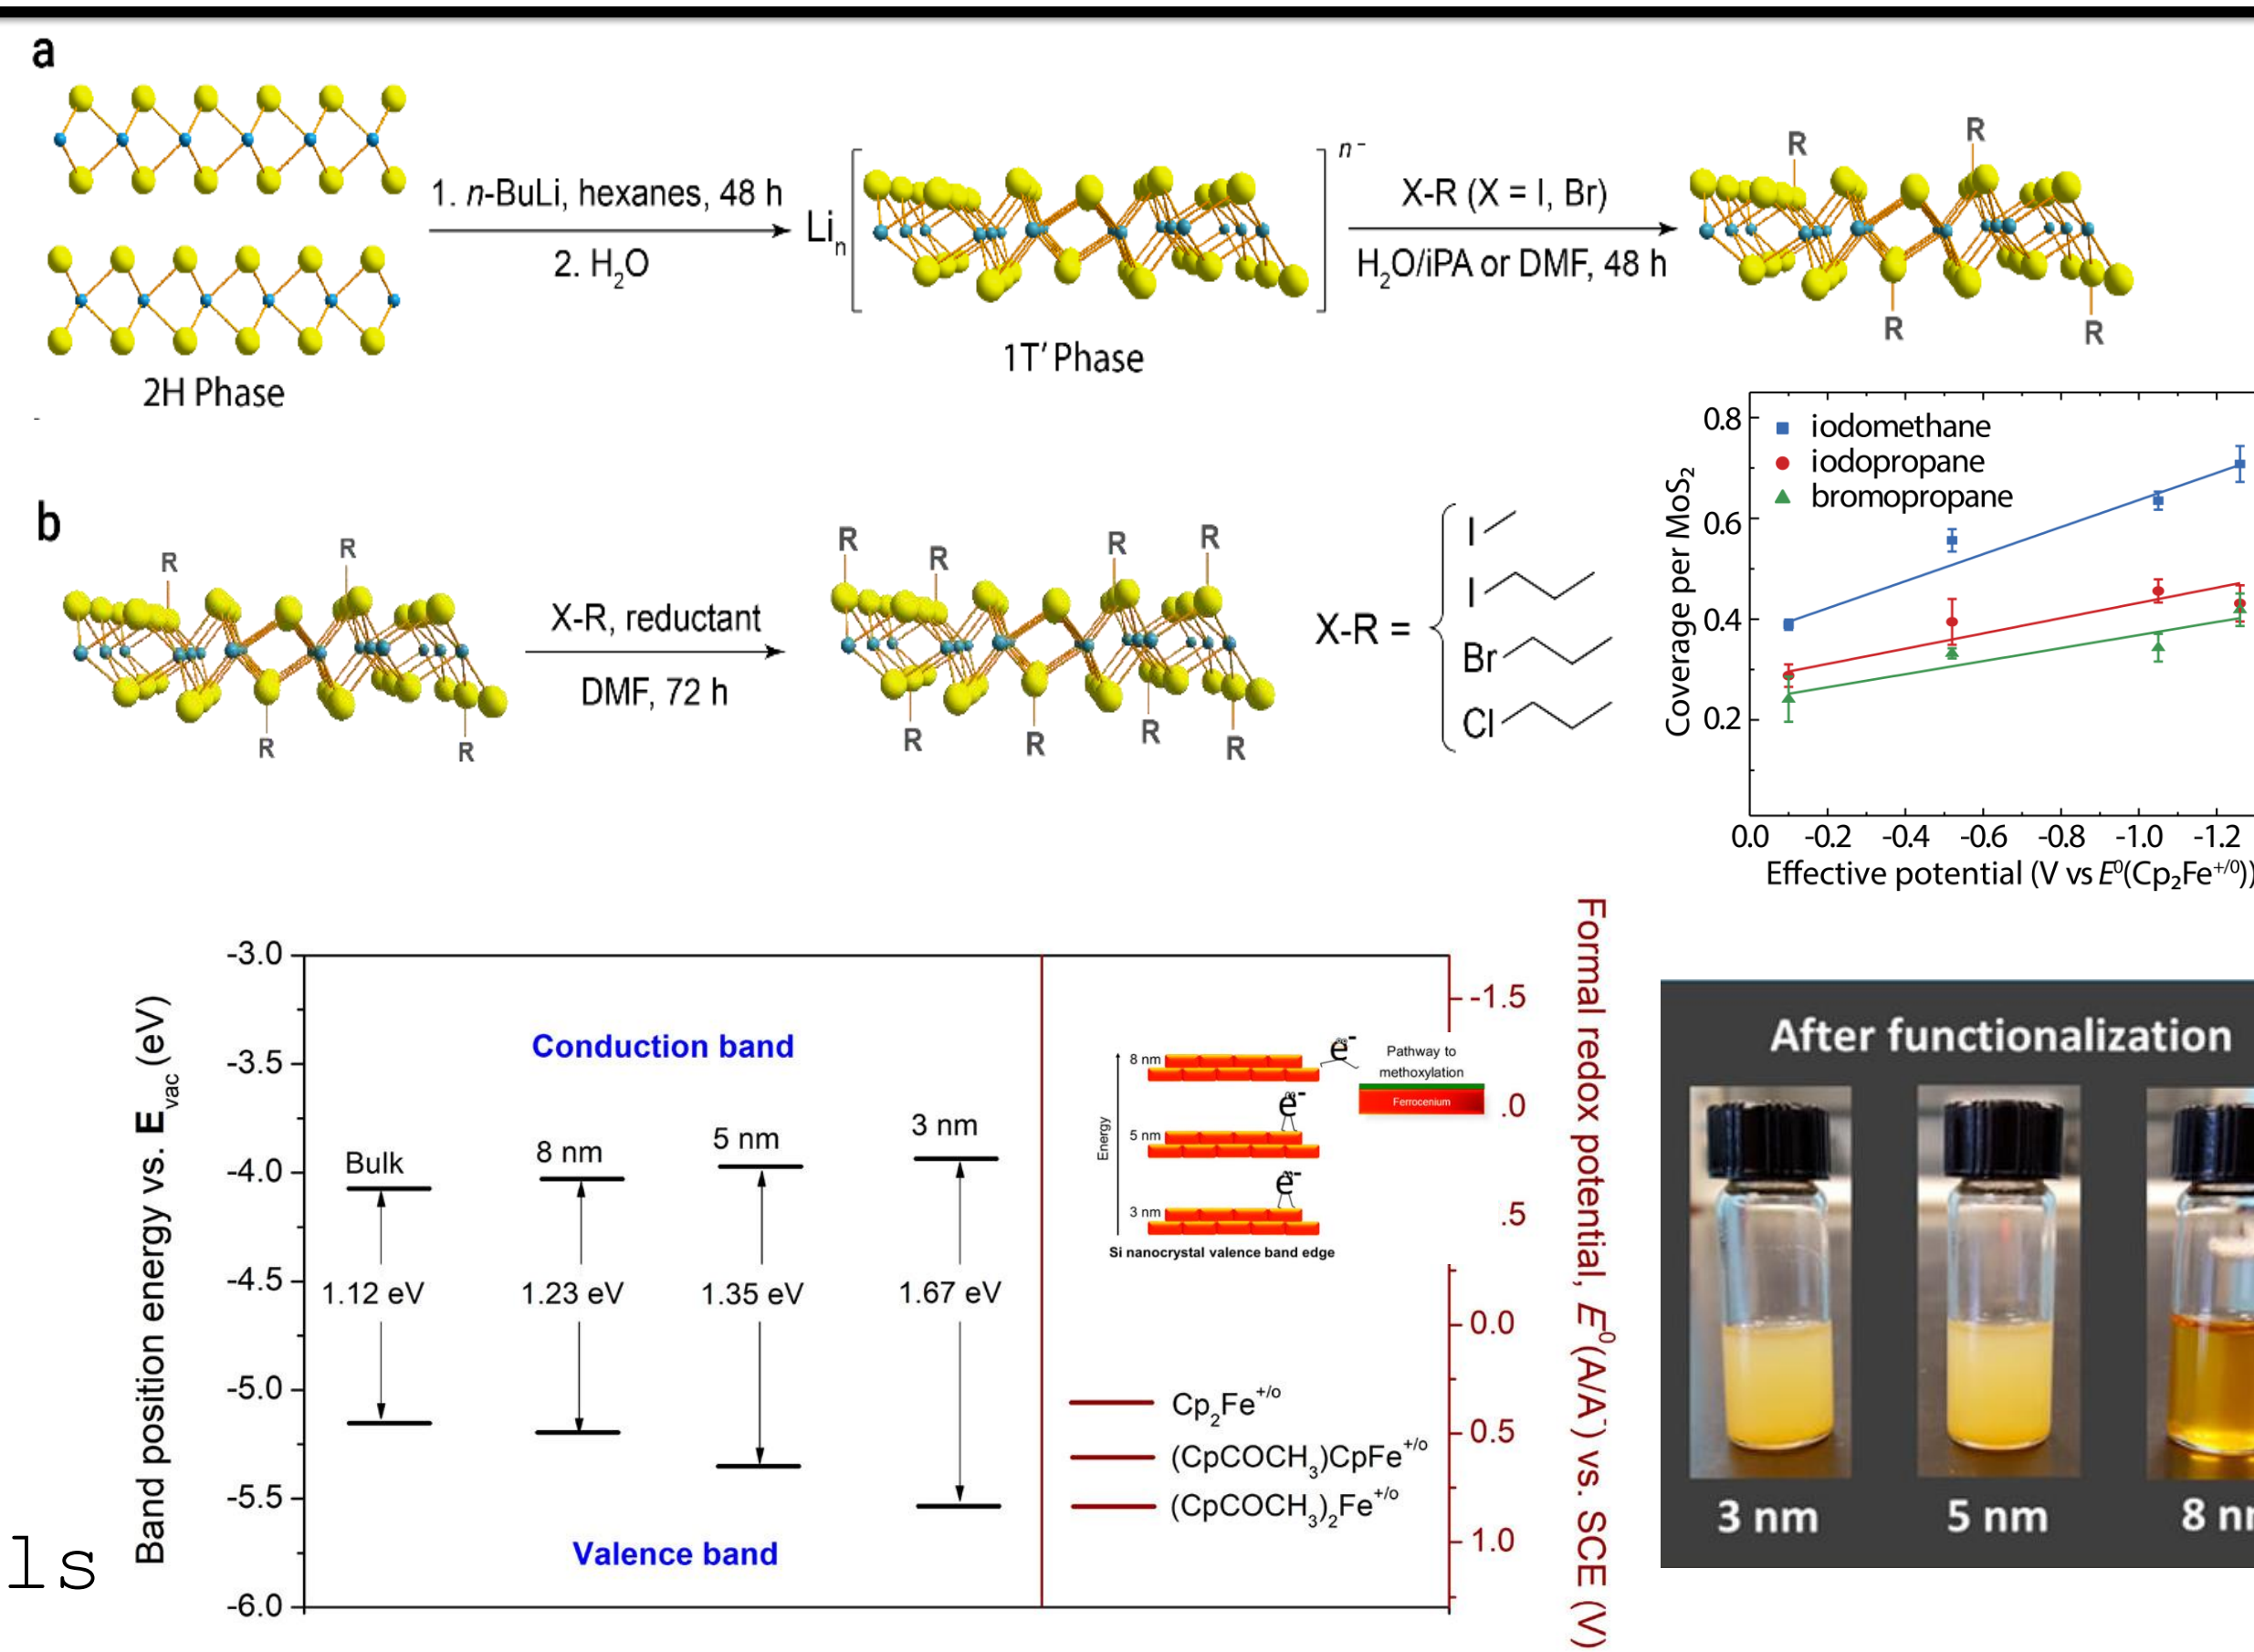 a
1. n-BuLi, hexanes, 48 h
2. H₂O
2H Phase
Liₙ
n⁻
1T′ Phase
X-R (X = I, Br)
H₂O/iPA or DMF, 48 h
R
R
R
R
b
R
R
R
R
X-R, reductant
DMF, 72 h
R
R
R
R
R
R
R
R
X-R =
I
I
Br
Cl
Coverage per MoS₂
0.8
0.6
0.4
0.2
iodomethane
iodopropane
bromopropane
0.0 -0.2 -0.4 -0.6 -0.8 -1.0 -1.2
Effective potential (V vs E⁰(Cp₂Fe⁺/⁰))
Band position energy vs. Evac (eV)
-3.0
-3.5
-4.0
-4.5
-5.0
-5.5
-6.0
Conduction band
Bulk
8 nm
5 nm
3 nm
1.12 eV
1.23 eV
1.35 eV
1.67 eV
Valence band
Energy
8 nm
5 nm
3 nm
e⁻
e⁻
e⁻
Pathway to
methoxylation
Ferrocenium
Si nanocrystal valence band edge
Cp₂Fe⁺/ᵒ
(CpCOCH₃)CpFe⁺/ᵒ
(CpCOCH₃)₂Fe⁺/ᵒ
-1.5
.0
.5
0.0
0.5
1.0
Formal redox potential, E⁰(A/A⁻) vs. SCE (V)
After functionalization
3 nm
5 nm
8 n
ls